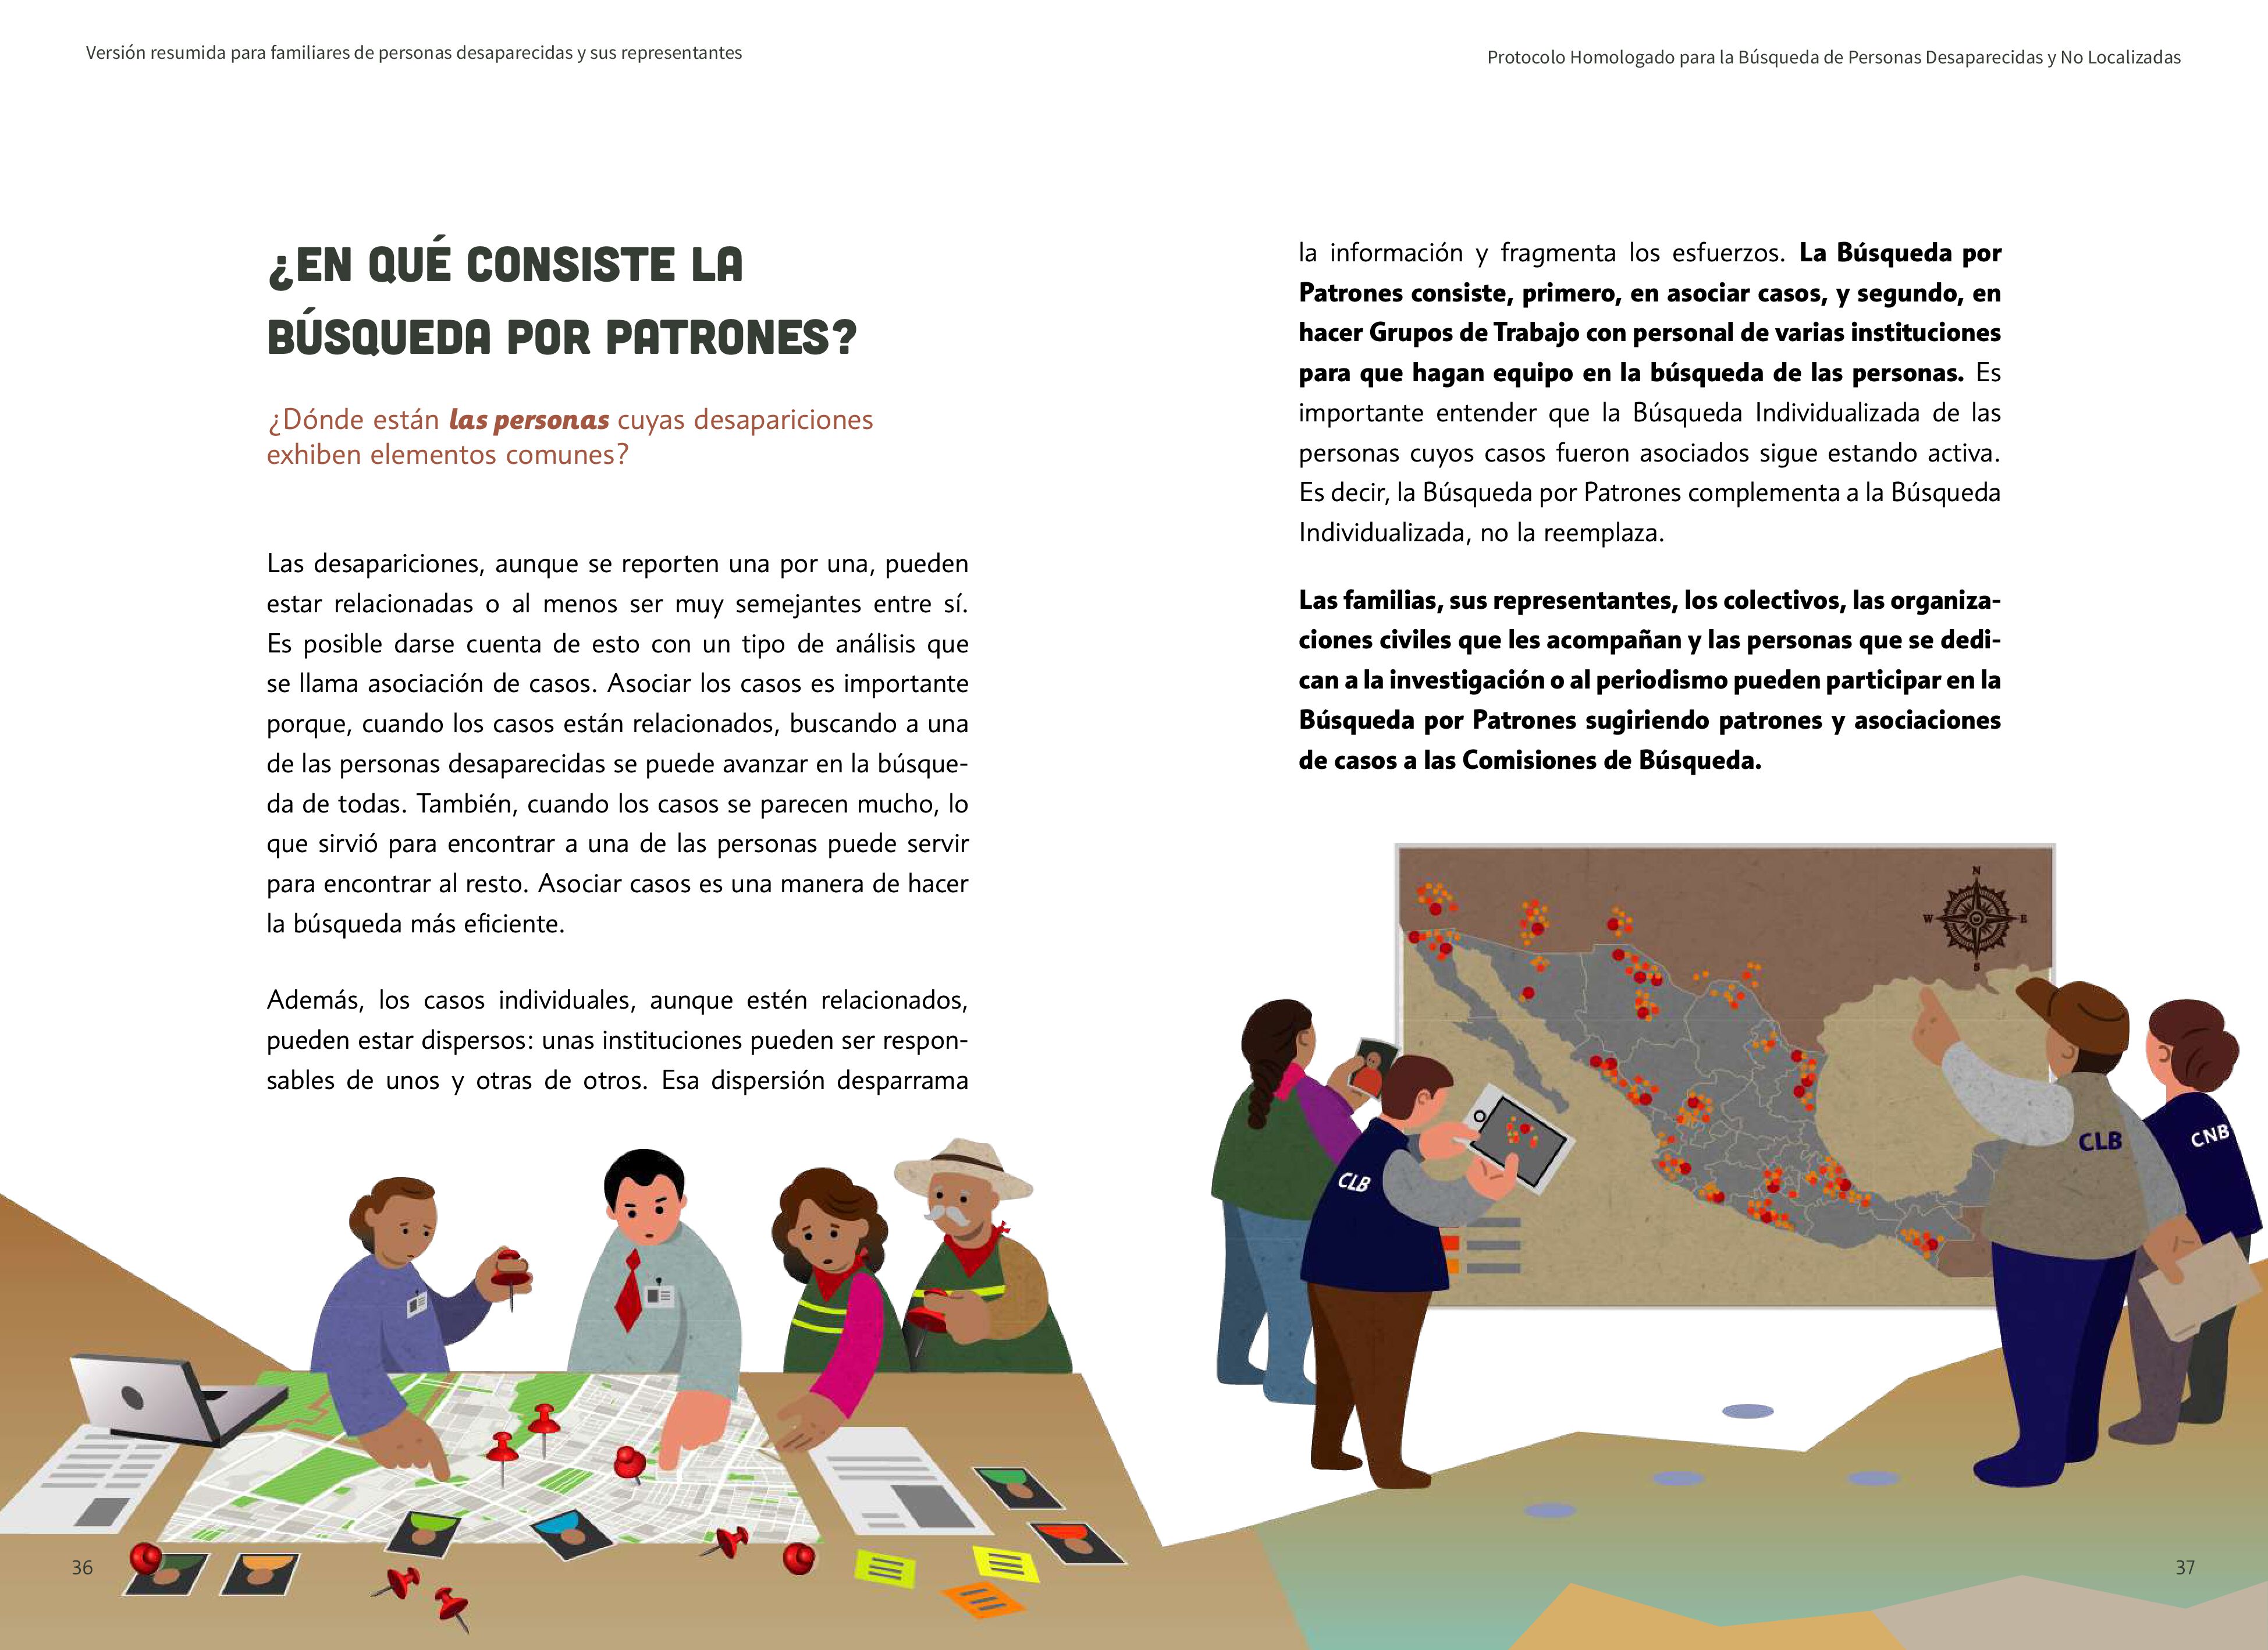 Versión resumida para familiares de personas desaparecidas y sus representantes
¿EN QUÉ CONSISTE LA
BÚSQUEDA POR PATRONES?
¿Dónde están las personas cuyas desapariciones
exhiben elementos comunes?
Las desapariciones, aunque se reporten una por una, pueden
estar relacionadas o al menos ser muy semejantes entre sí.
Es posible darse cuenta de esto con un tipo de análisis que
se llama asociación de casos. Asociar los casos es importante
porque, cuando los casos están relacionados, buscando a una
de las personas desaparecidas se puede avanzar en la búsque-
da de todas. También, cuando los casos se parecen mucho, lo
que sirvió para encontrar a una de las personas puede servir
para encontrar al resto. Asociar casos es una manera de hacer
la búsqueda más eficiente.
Además, los casos individuales, aunque estén relacionados,
pueden estar dispersos: unas instituciones pueden ser respon-
sables de unos y otras de otros. Esa dispersión desparrama
36
Protocolo Homologado para la Búsqueda de Personas Desaparecidas y No Localizadas
la información y fragmenta los esfuerzos. La Búsqueda por
Patrones consiste, primero, en asociar casos, y segundo, en
hacer Grupos de Trabajo con personal de varias instituciones
para que hagan equipo en la búsqueda de las personas. Es
importante entender que la Búsqueda Individualizada de las
personas cuyos casos fueron asociados sigue estando activa.
Es decir, la Búsqueda por Patrones complementa a la Búsqueda
Individualizada, no la reemplaza.
Las familias, sus representantes, los colectivos, las organiza-
ciones civiles que les acompañan y las personas que se dedi-
can a la investigación o al periodismo pueden participar en la
Búsqueda por Patrones sugiriendo patrones y asociaciones
de casos a las Comisiones de Búsqueda.
N
W E
S
CLB
CLB
CNB
37